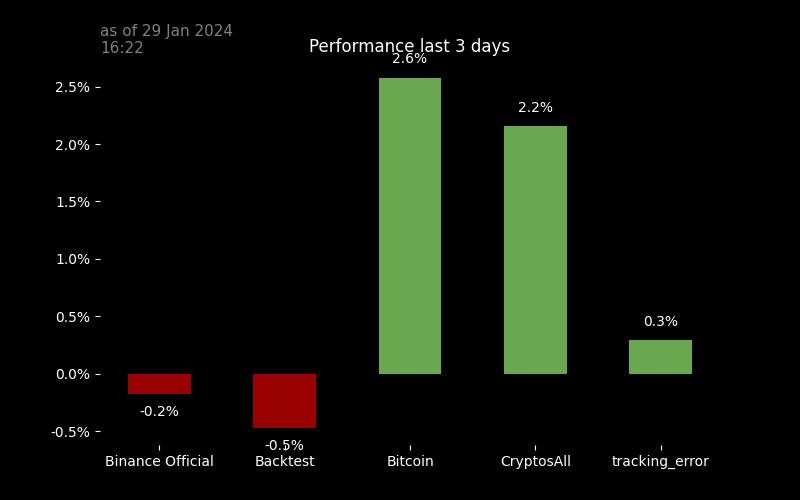 as of 29 Jan 2024
16:22
Performance last 3 days
2.6%
2.5%
2.2%
2.0%
1.5%
1.0%
0.5%
0.3%
0.0%
-0.2%
-0.5%
-0.5%
Binance Official
Backtest
Bitcoin
CryptosAll
tracking_error